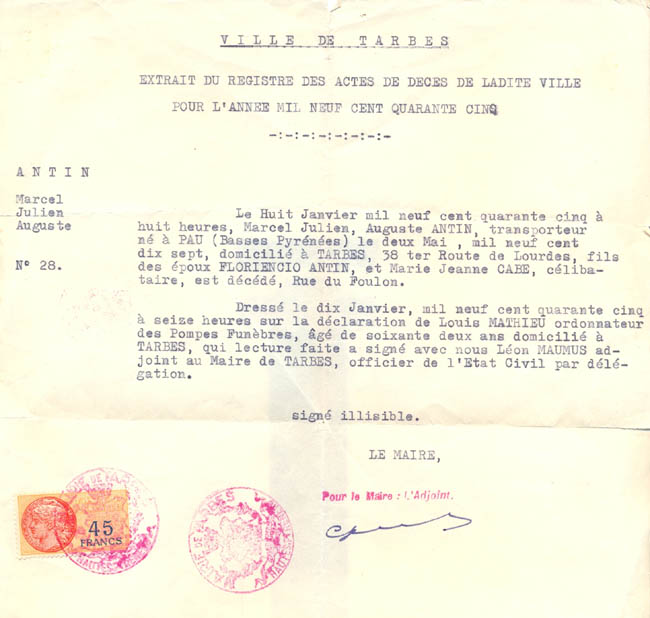 VILLE DE TARBES
EXTRAIT DU REGISTRE DES ACTES DE DECES DE LADITE VILLE
POUR L'ANNEE MIL NEUF CENT QUARANTE CINQ
-:-:-:-:-:-:-:-
ANTIN
Marcel
Julien
Auguste
N° 28.
Le Huit Janvier mil neuf cent quarante cinq à
huit heures, Marcel Julien, Auguste ANTIN, transporteur
né à PAU (Basses Pyrénées) le deux Mai , mil neuf cent
dix sept, domicilié à TARBES, 38 ter Route de Lourdes, fils
des époux FLORIENCIO ANTIN, et Marie Jeanne CABE, céliba-
taire, est décédé, Rue du Foulon.
Dressé le dix Janvier, mil neuf cent quarante cinq
à seize heures sur la déclaration de Louis MATHIEU ordonnateur
des Pompes Funèbres, âgé de soixante deux ans domicilié à
TARBES, qui lecture faite a signé avec nous Léon MAUMUS ad-
joint au Maire de TARBES, officier de l'Etat Civil par délé-
gation.
signé illisible.
LE MAIRE,
Pour le Maire : L'Adjoint.
45
FRANCS
MAIRIE DE TARBES